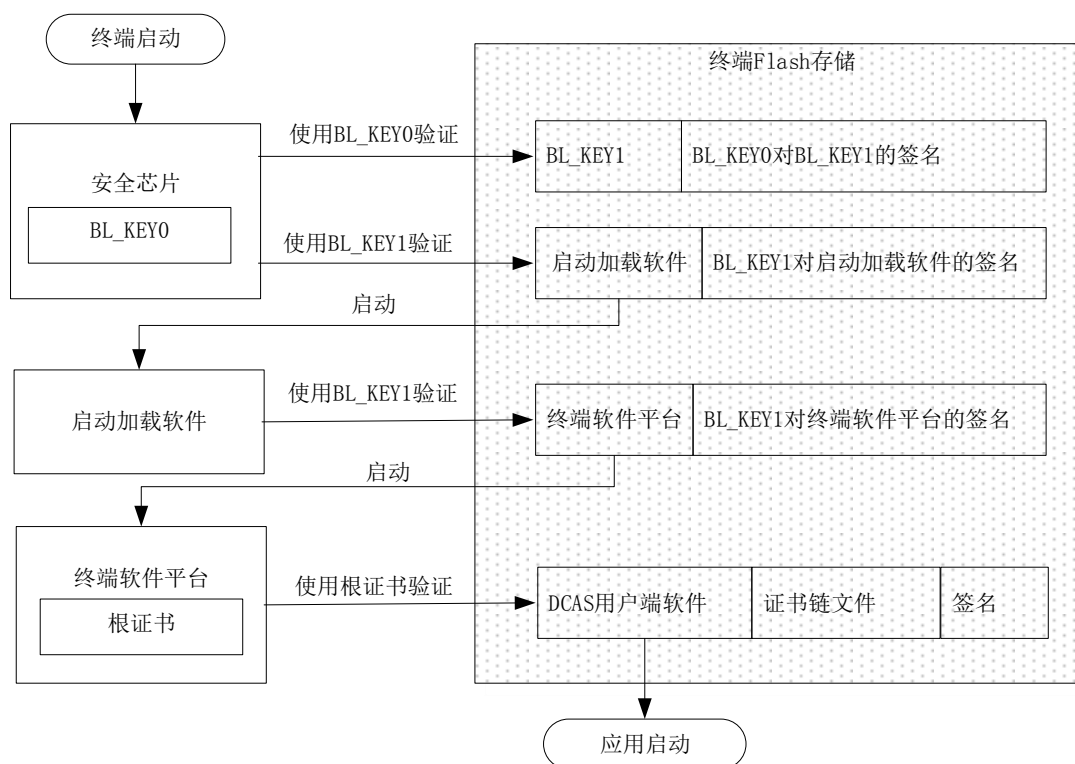 终端启动
终端Flash存储
使用BL_KEY0验证
BL_KEY1
BL_KEY0对BL_KEY1的签名
安全芯片
BL_KEY0
使用BL_KEY1验证
启动加载软件
BL_KEY1对启动加载软件的签名
启动
启动加载软件
使用BL_KEY1验证
终端软件平台
BL_KEY1对终端软件平台的签名
启动
终端软件平台
根证书
使用根证书验证
DCAS用户端软件
证书链文件
签名
应用启动